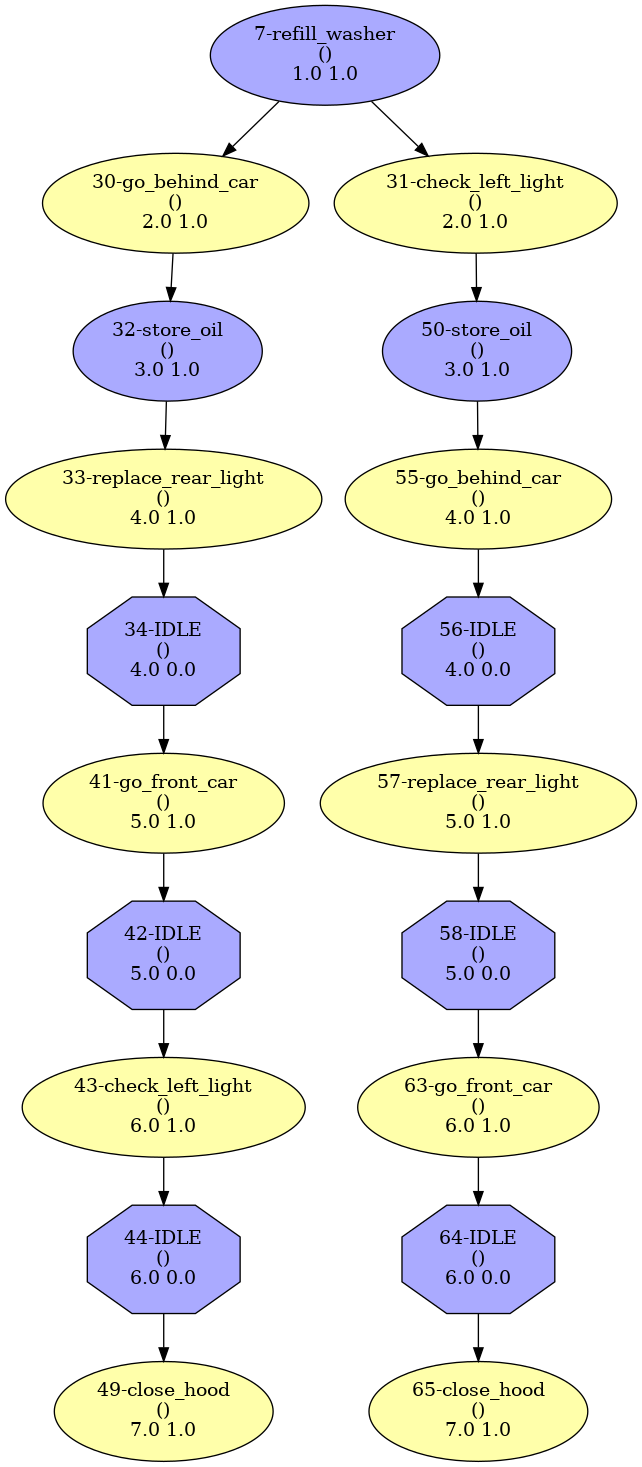 7-refill_washer
()
1.0 1.0
30-go_behind_car
()
2.0 1.0
31-check_left_light
()
2.0 1.0
32-store_oil
()
3.0 1.0
50-store_oil
()
3.0 1.0
33-replace_rear_light
()
4.0 1.0
55-go_behind_car
()
4.0 1.0
34-IDLE
()
4.0 0.0
56-IDLE
()
4.0 0.0
41-go_front_car
()
5.0 1.0
57-replace_rear_light
()
5.0 1.0
42-IDLE
()
5.0 0.0
58-IDLE
()
5.0 0.0
43-check_left_light
()
6.0 1.0
63-go_front_car
()
6.0 1.0
44-IDLE
()
6.0 0.0
64-IDLE
()
6.0 0.0
49-close_hood
()
7.0 1.0
65-close_hood
()
7.0 1.0